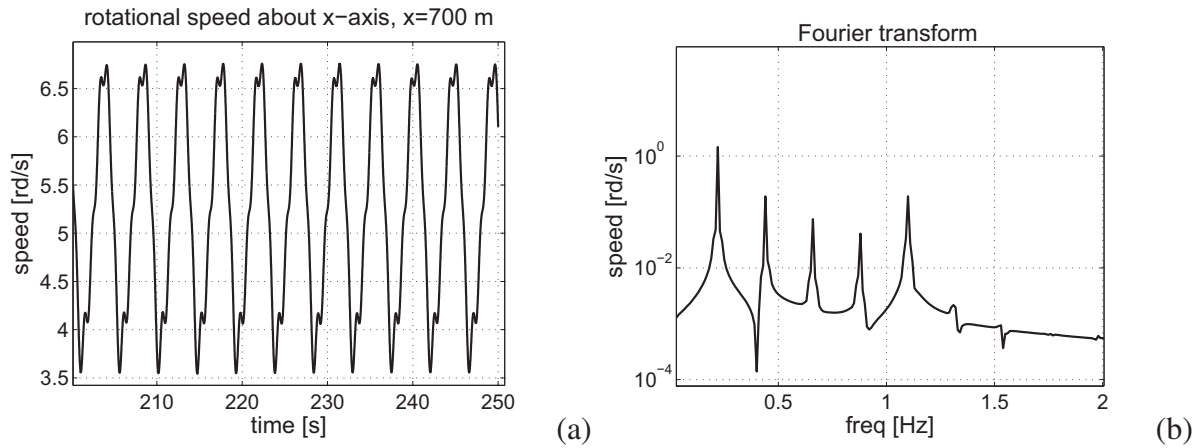 rotational speed about x−axis, x=700 m
speed [rd/s]
6.5
6
5.5
5
4.5
4
3.5
210
220
230
240
250
time [s]
(a)
Fourier transform
speed [rd/s]
10^0
10^−2
10^−4
0.5
1
1.5
2
freq [Hz]
(b)